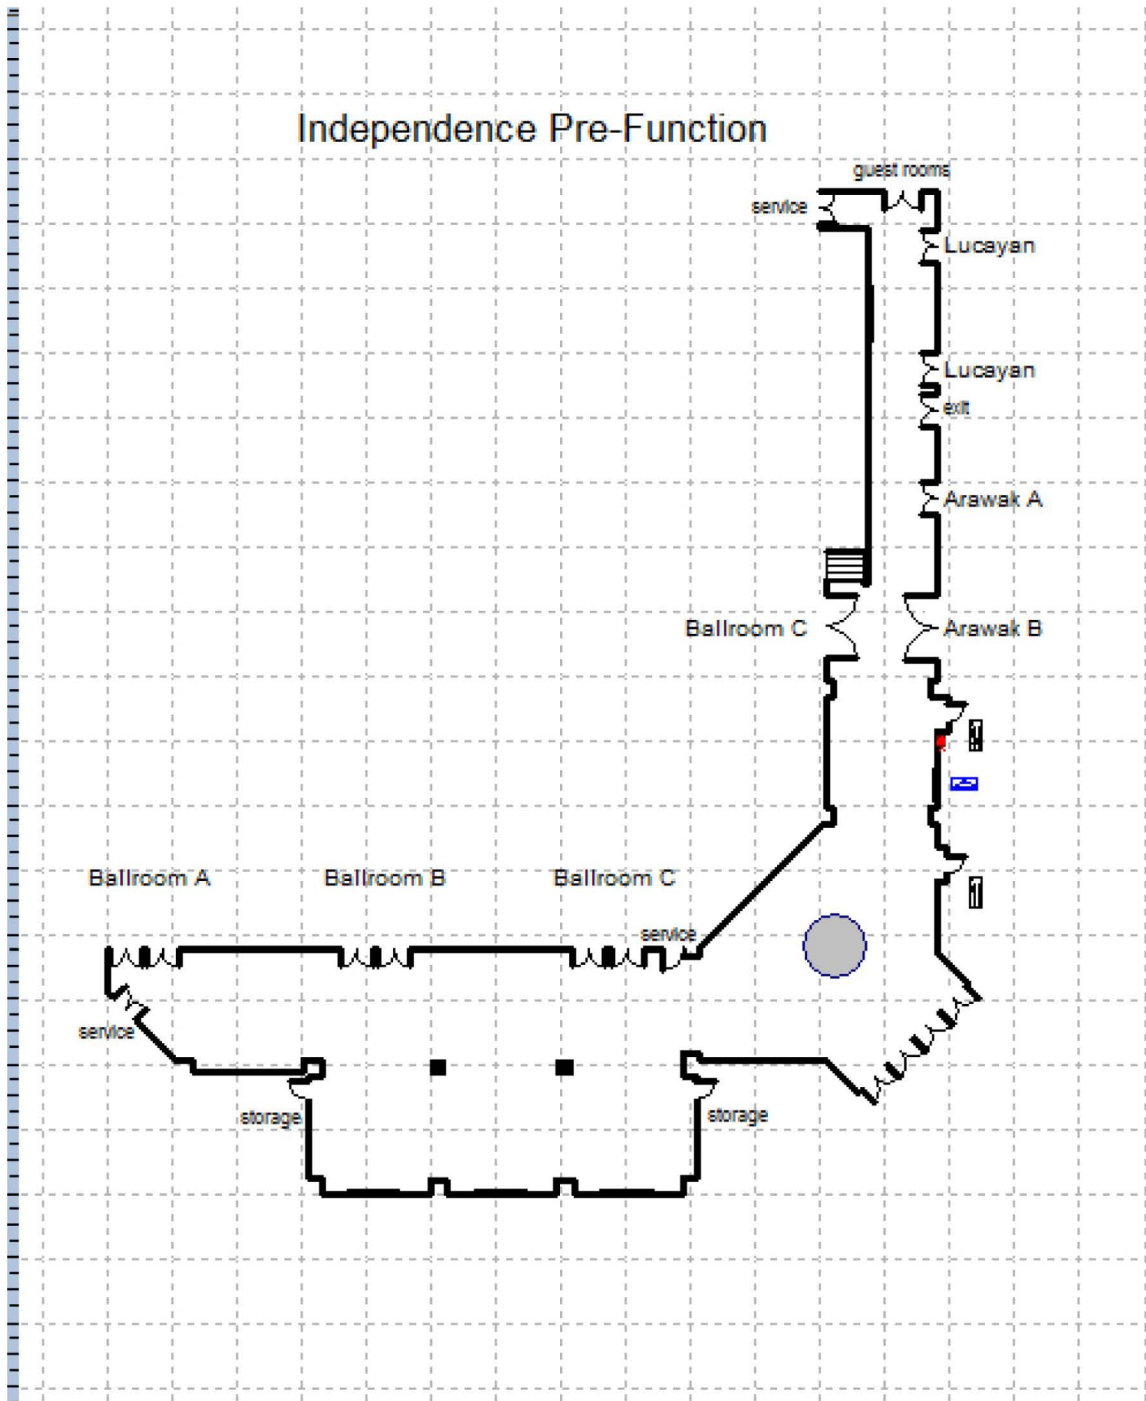 Independence Pre-Function
guest rooms
service
Lucayan
Lucayan
exit
Arawak A
Ballroom C
Arawak B
Ballroom A
Ballroom B
Ballroom C
service
service
storage
storage